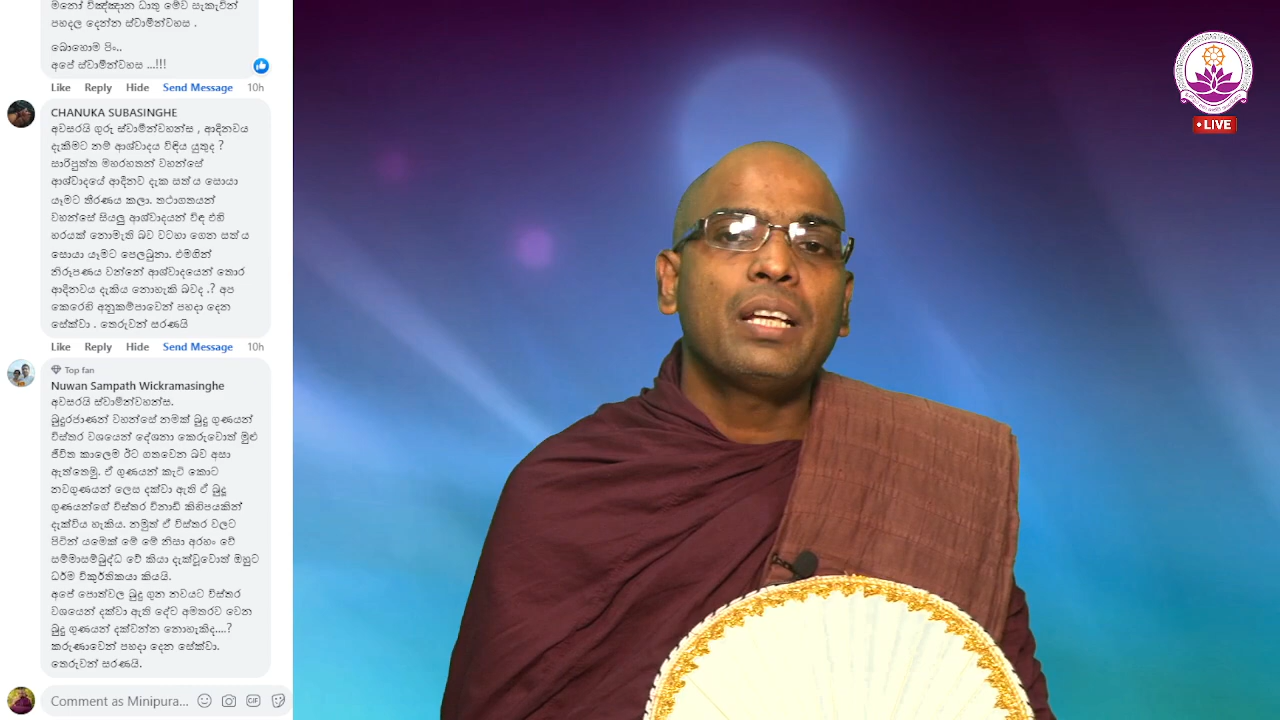 මනෝ විඤ්ඤාන ධාතු මේව සැකැවින්
පහදල දෙන්න ස්වාමීන්වහස .
බොහොම පිං..
අපේ ස්වාමීන්වහස ...!!!
Like Reply Hide Send Message 10h
CHANUKA SUBASINGHE
අවසරයි ගුරු ස්වාමීන්වහන්ස , ආදීනවය
දැකීමට නම් ආශ්වාදය විඳිය යුතුද ?
සාරිපුත්ත මහරහතන් වහන්සේ
ආශ්වාදයේ ආදීනව දැක සත්‍ය සොයා
යෑමට තීරණය කලා. තථාගතයන්
වහන්සේ සියලු ආශ්වාදයන් විඳ එහි
හරයක් නොමැති බව වටහා ගෙන සත්‍ය
සොයා යෑමට පෙලඹුනා. එමගින්
නිරූපණය වන්නේ ආශ්වාදයෙන් තොර
ආදීනවය දැකිය නොහැකි බවද .? අප
කෙරෙහි අනුකම්පාවෙන් පහදා දෙන
සේක්වා . තෙරුවන් සරණයි
Like Reply Hide Send Message 10h
Top fan
Nuwan Sampath Wickramasinghe
අවසරයි ස්වාමීන්වහන්ස.
බුදුරජාණන් වහන්සේ නමක් බුදු ගුණයන්
විස්තර වශයෙන් දේශනා කෙරුවොත් මුළු
ජීවිත කාලෙම ඊට ගතවෙන බව අසා
ඇත්තෙමු. ඒ ගුණයන් කැටි කොට
නවගුණයන් ලෙස දක්වා ඇති ඒ බුදු
ගුණයන්ගේ විස්තර විනාඩි කිහිපයකින්
දැක්විය හැකිය. නමුත් ඒ විස්තර වලට
පිටින් යමෙක් මේ මේ නිසා අරහං වේ
සම්මාසම්බුද්ධ වේ කියා දැක්වූවොත් ඔහුට
ධර්ම විකුර්තිකයා කියයි.
අපේ පොත්වල බුදු ගුන නවයට විස්තර
වශයෙන් දක්වා ඇති දේට අමතරව වෙන
බුදු ගුණයන් දක්වන්න නොහැකිද....?
කරුණාවෙන් පහදා දෙන සේක්වා.
තෙරුවන් සරණයි.
Comment as Minipura...
GIF
LIVE